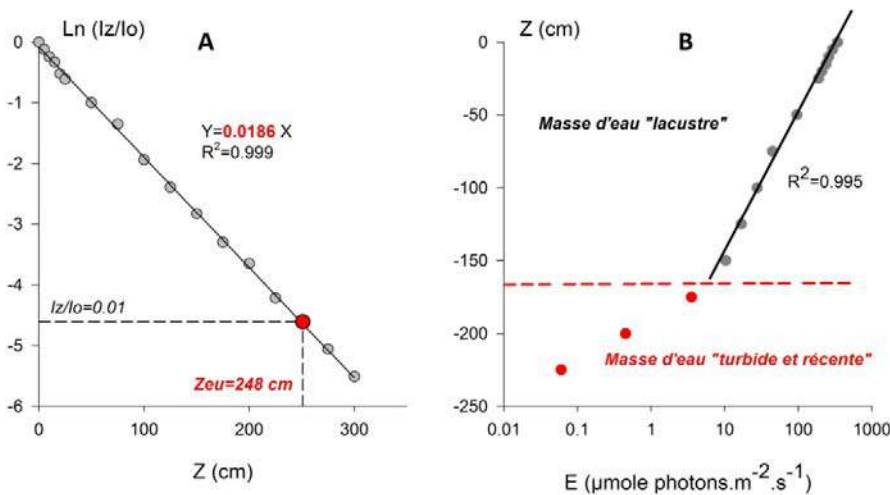 Ln (Iz/Io)
A
0
-1
-2
-3
-4
-5
-6
Y=0.0186 X
R²=0.999
Iz/Io=0.01
Zeu=248 cm
0
100
200
300
Z (cm)
Z (cm)
B
0
-50
-100
-150
-200
-250
Masse d'eau "lacustre"
R²=0.995
Masse d'eau "turbide et récente"
0.01
0.1
1
10
100
1000
E (µmole photons.m⁻².s⁻¹)